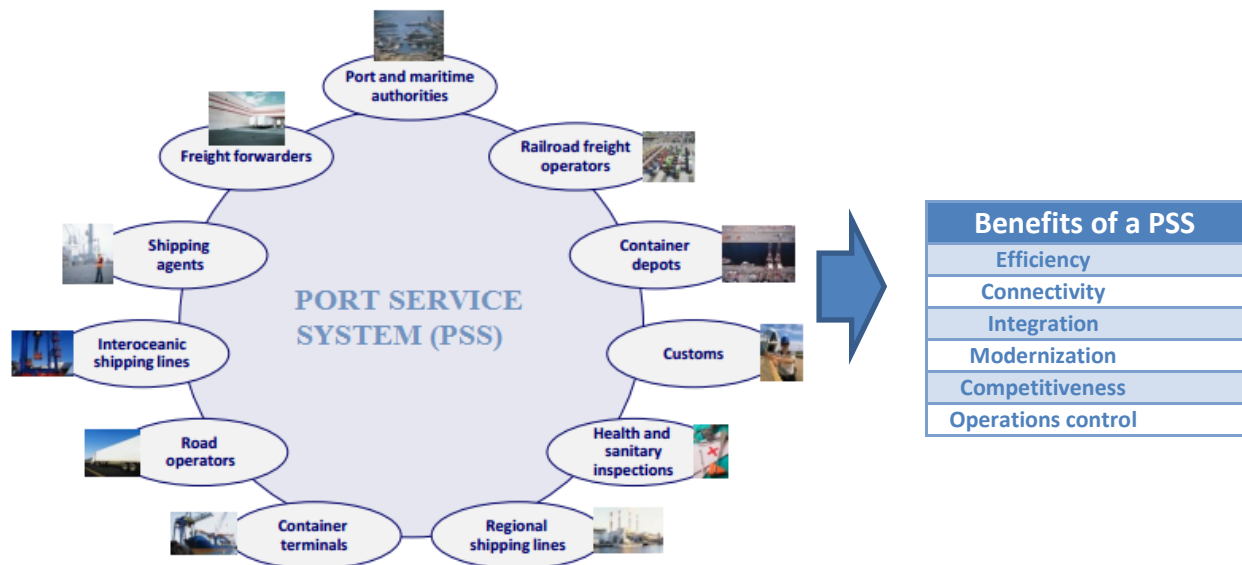 Port and maritime
authorities
Freight forwarders
Railroad freight
operators
Shipping
agents
Container
depots
PORT SERVICE
SYSTEM (PSS)
Interoceanic
shipping lines
Customs
Road
operators
Health and
sanitary
inspections
Container
terminals
Regional
shipping lines
Benefits of a PSS
Efficiency
Connectivity
Integration
Modernization
Competitiveness
Operations control